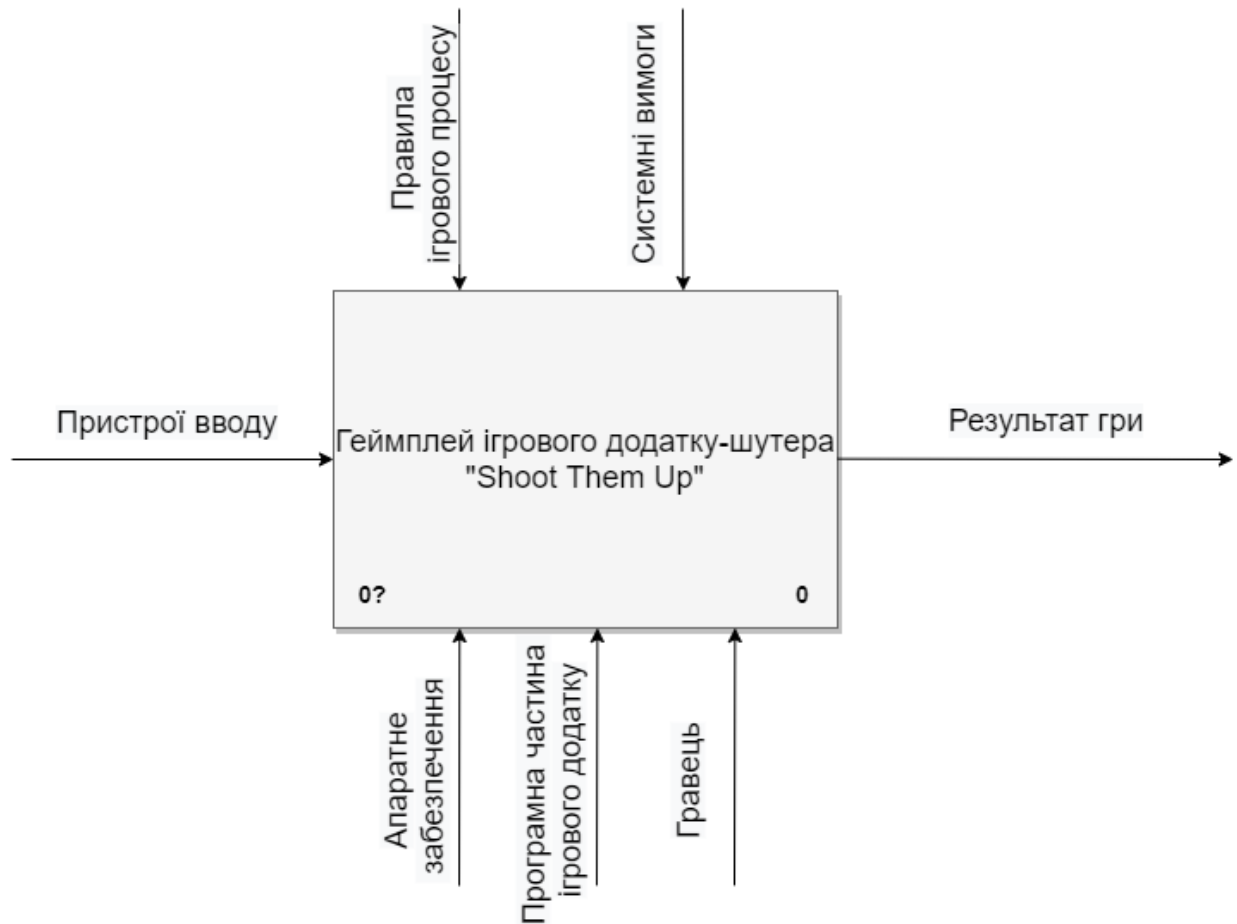 Правила
ігрового процесу
Системні вимоги
Пристрої вводу
Геймплей ігрового додатку-шутера
"Shoot Them Up"
Результат гри
0?
0
Апаратне
забезпечення
Програмна частина
ігрового додатку
Гравець